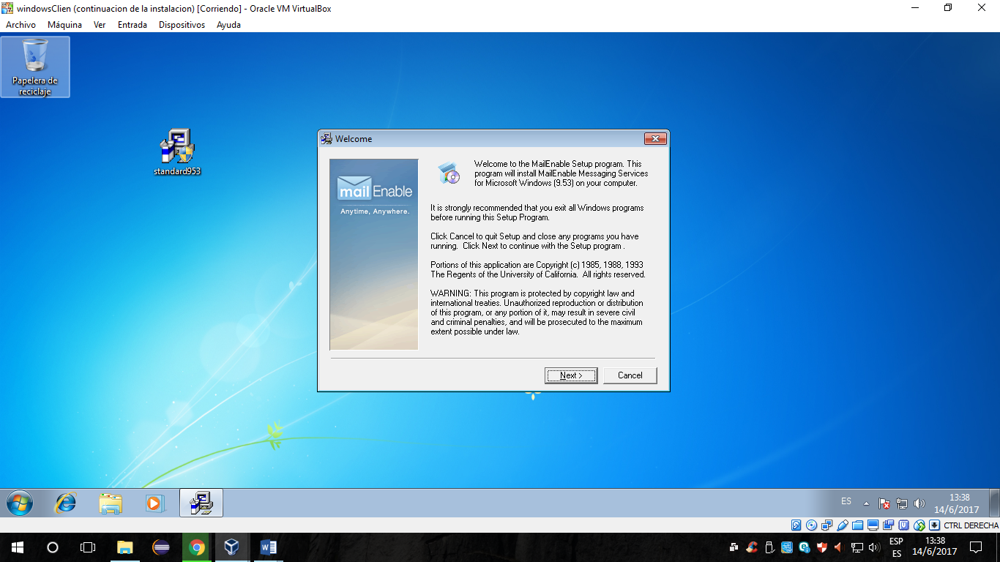 windowsClien (continuacion de la instalacion) [Corriendo] - Oracle VM VirtualBox
Archivo Máquina Ver Entrada Dispositivos Ayuda
Papelera de
reciclaje
standard953
Welcome
mailEnable
Anytime, Anywhere.
Welcome to the MailEnable Setup program. This
program will install MailEnable Messaging Services
for Microsoft Windows (9.53) on your computer.
It is strongly recommended that you exit all Windows programs
before running this Setup Program.
Click Cancel to quit Setup and close any programs you have
running. Click Next to continue with the Setup program .
Portions of this application are Copyright (c) 1985, 1988, 1993
The Regents of the University of California. All rights reserved.
WARNING: This program is protected by copyright law and
international treaties. Unauthorized reproduction or distribution
of this program, or any portion of it, may result in severe civil
and criminal penalties, and will be prosecuted to the maximum
extent possible under law.
Next > Cancel
ES
13:38
14/6/2017
CTRL DERECHA
ESP
ES
13:38
14/6/2017